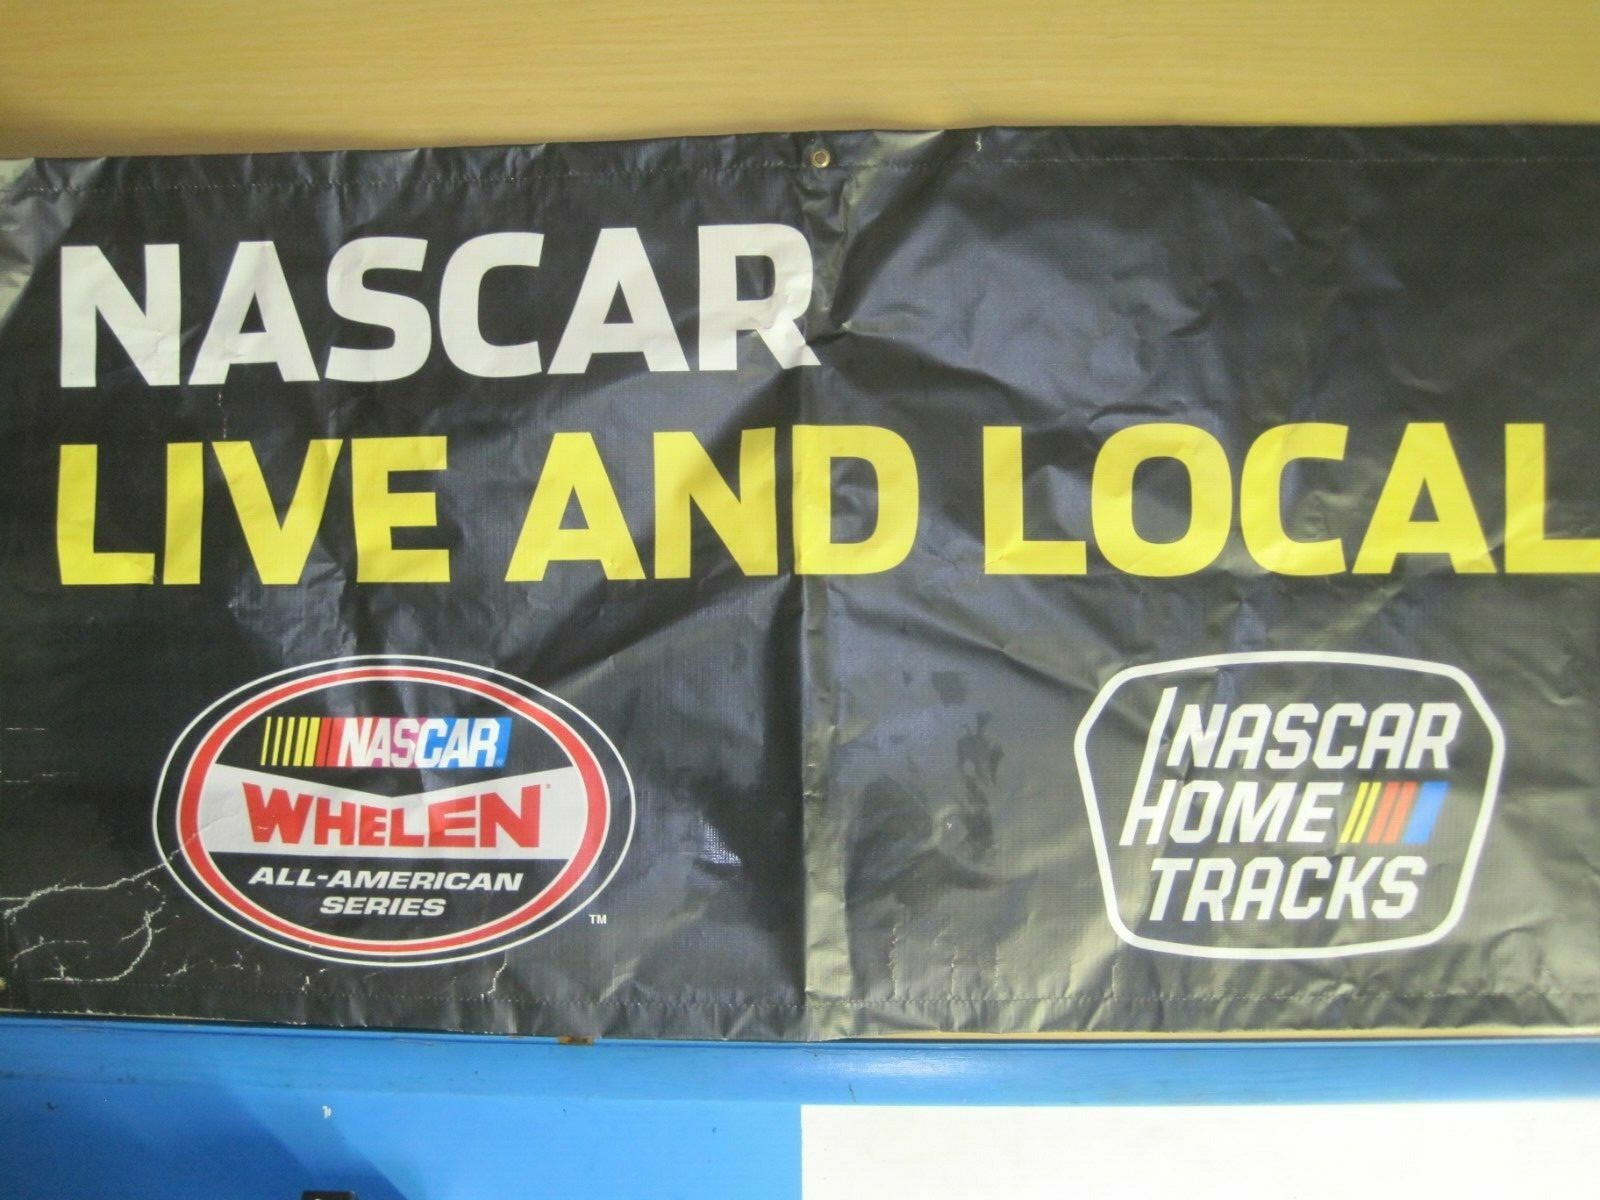 NASCAR
LIVE AND LOCAL
NASCAR
WHELEN
ALL-AMERICAN
SERIES
TM
NASCAR
HOME
TRACKS